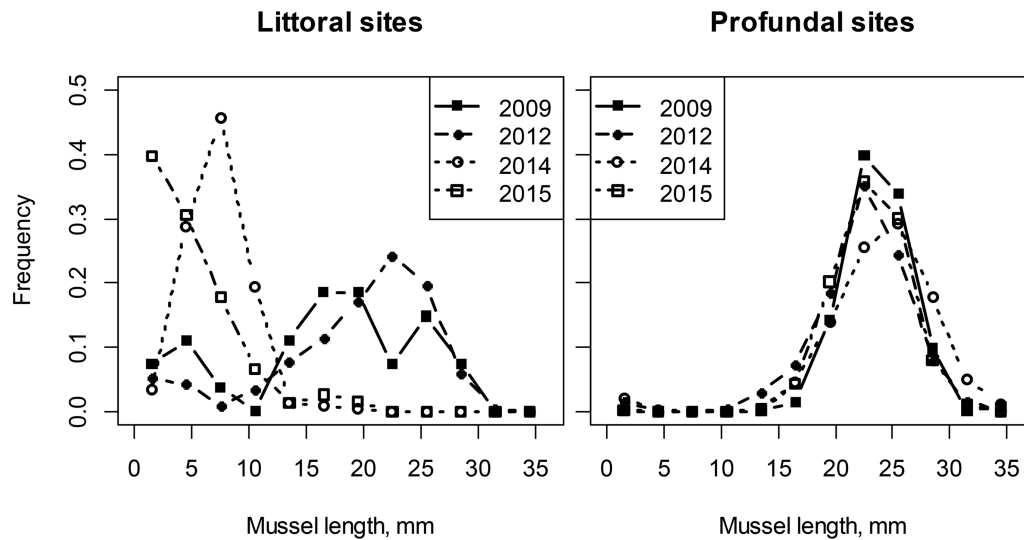 Littoral sites
Profundal sites
2009
2012
2014
2015
2009
2012
2014
2015
Frequency
0.5
0.4
0.3
0.2
0.1
0.0
0 5 10 15 20 25 30 35
0 5 10 15 20 25 30 35
Mussel length, mm
Mussel length, mm